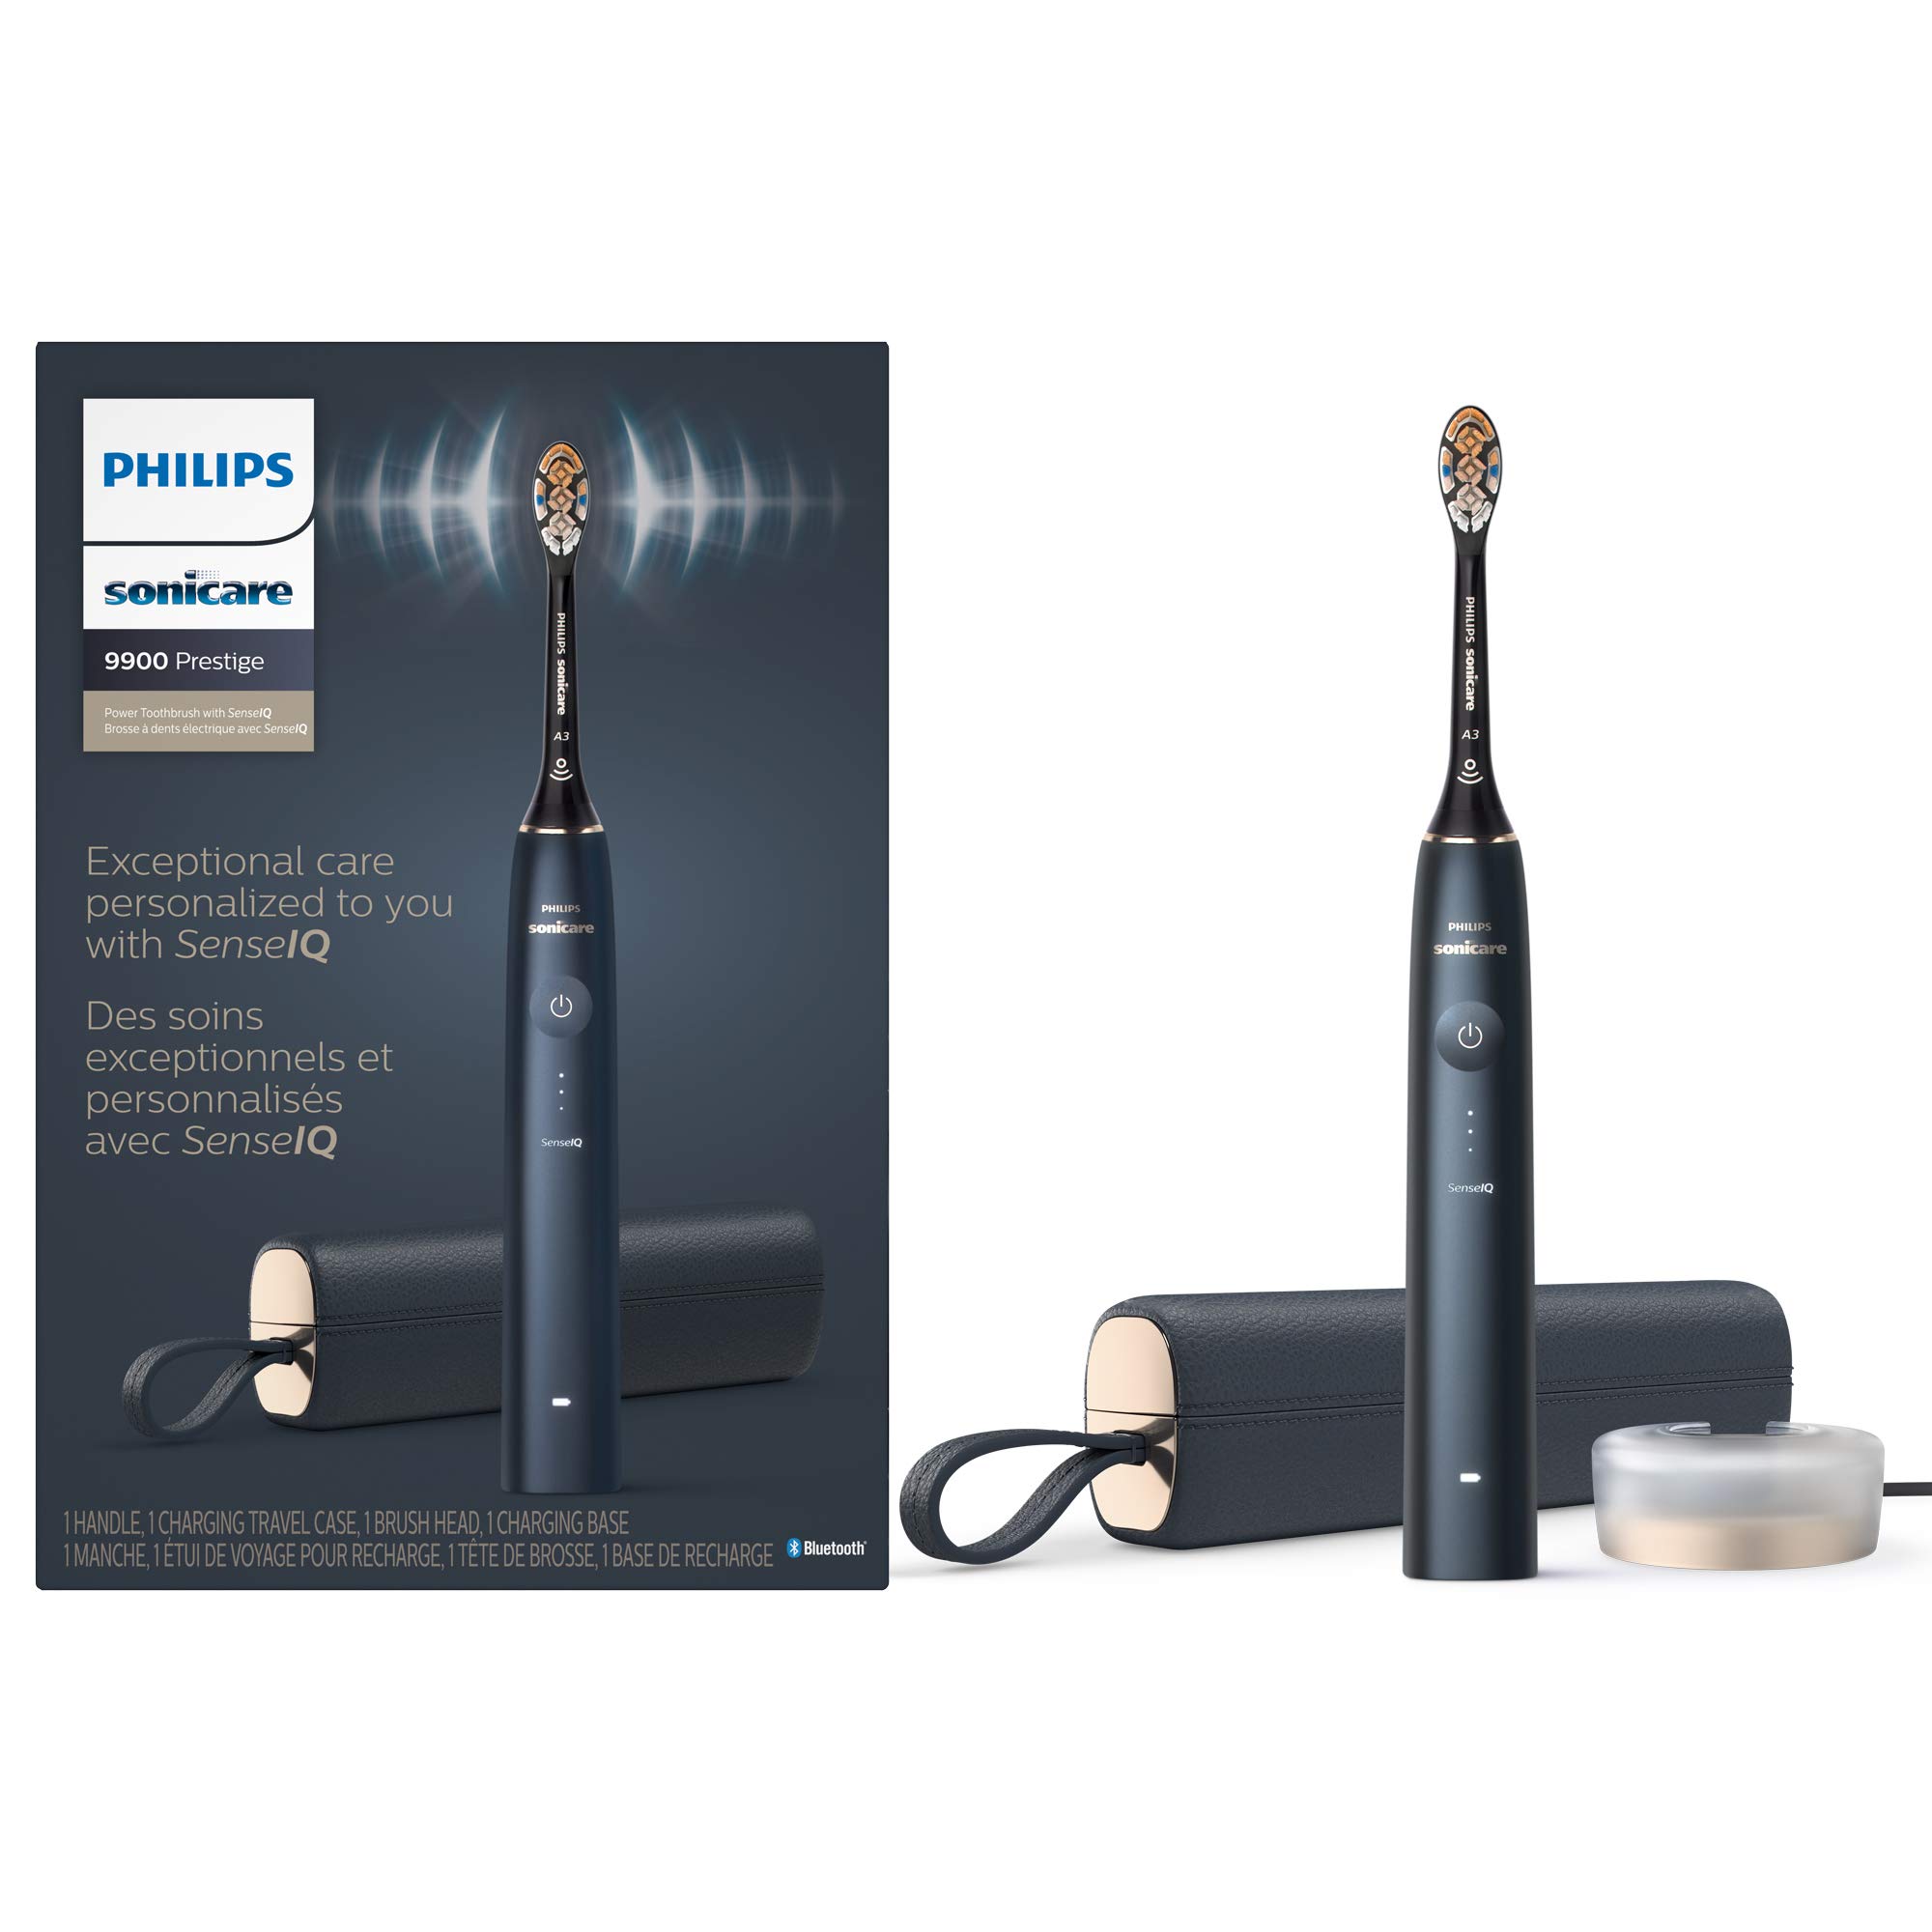 PHILIPS
sonicare
9900 Prestige
Power Toothbrush with SenseIQ
Brosse à dents électrique avec SenseIQ
Exceptional care
personalized to you
with SenseIQ
Des soins
exceptionnels et
personnalisés
avec SenseIQ
PHILIPS sonicare
A3
PHILIPS
sonicare
SenseIQ
1 HANDLE, 1 CHARGING TRAVEL CASE, 1 BRUSH HEAD, 1 CHARGING BASE
1 MANCHE, 1 ÉTUI DE VOYAGE POUR RECHARGE, 1 TÊTE DE BROSSE, 1 BASE DE RECHARGE
Bluetooth®
PHILIPS sonicare
A3
PHILIPS
sonicare
SenseIQ